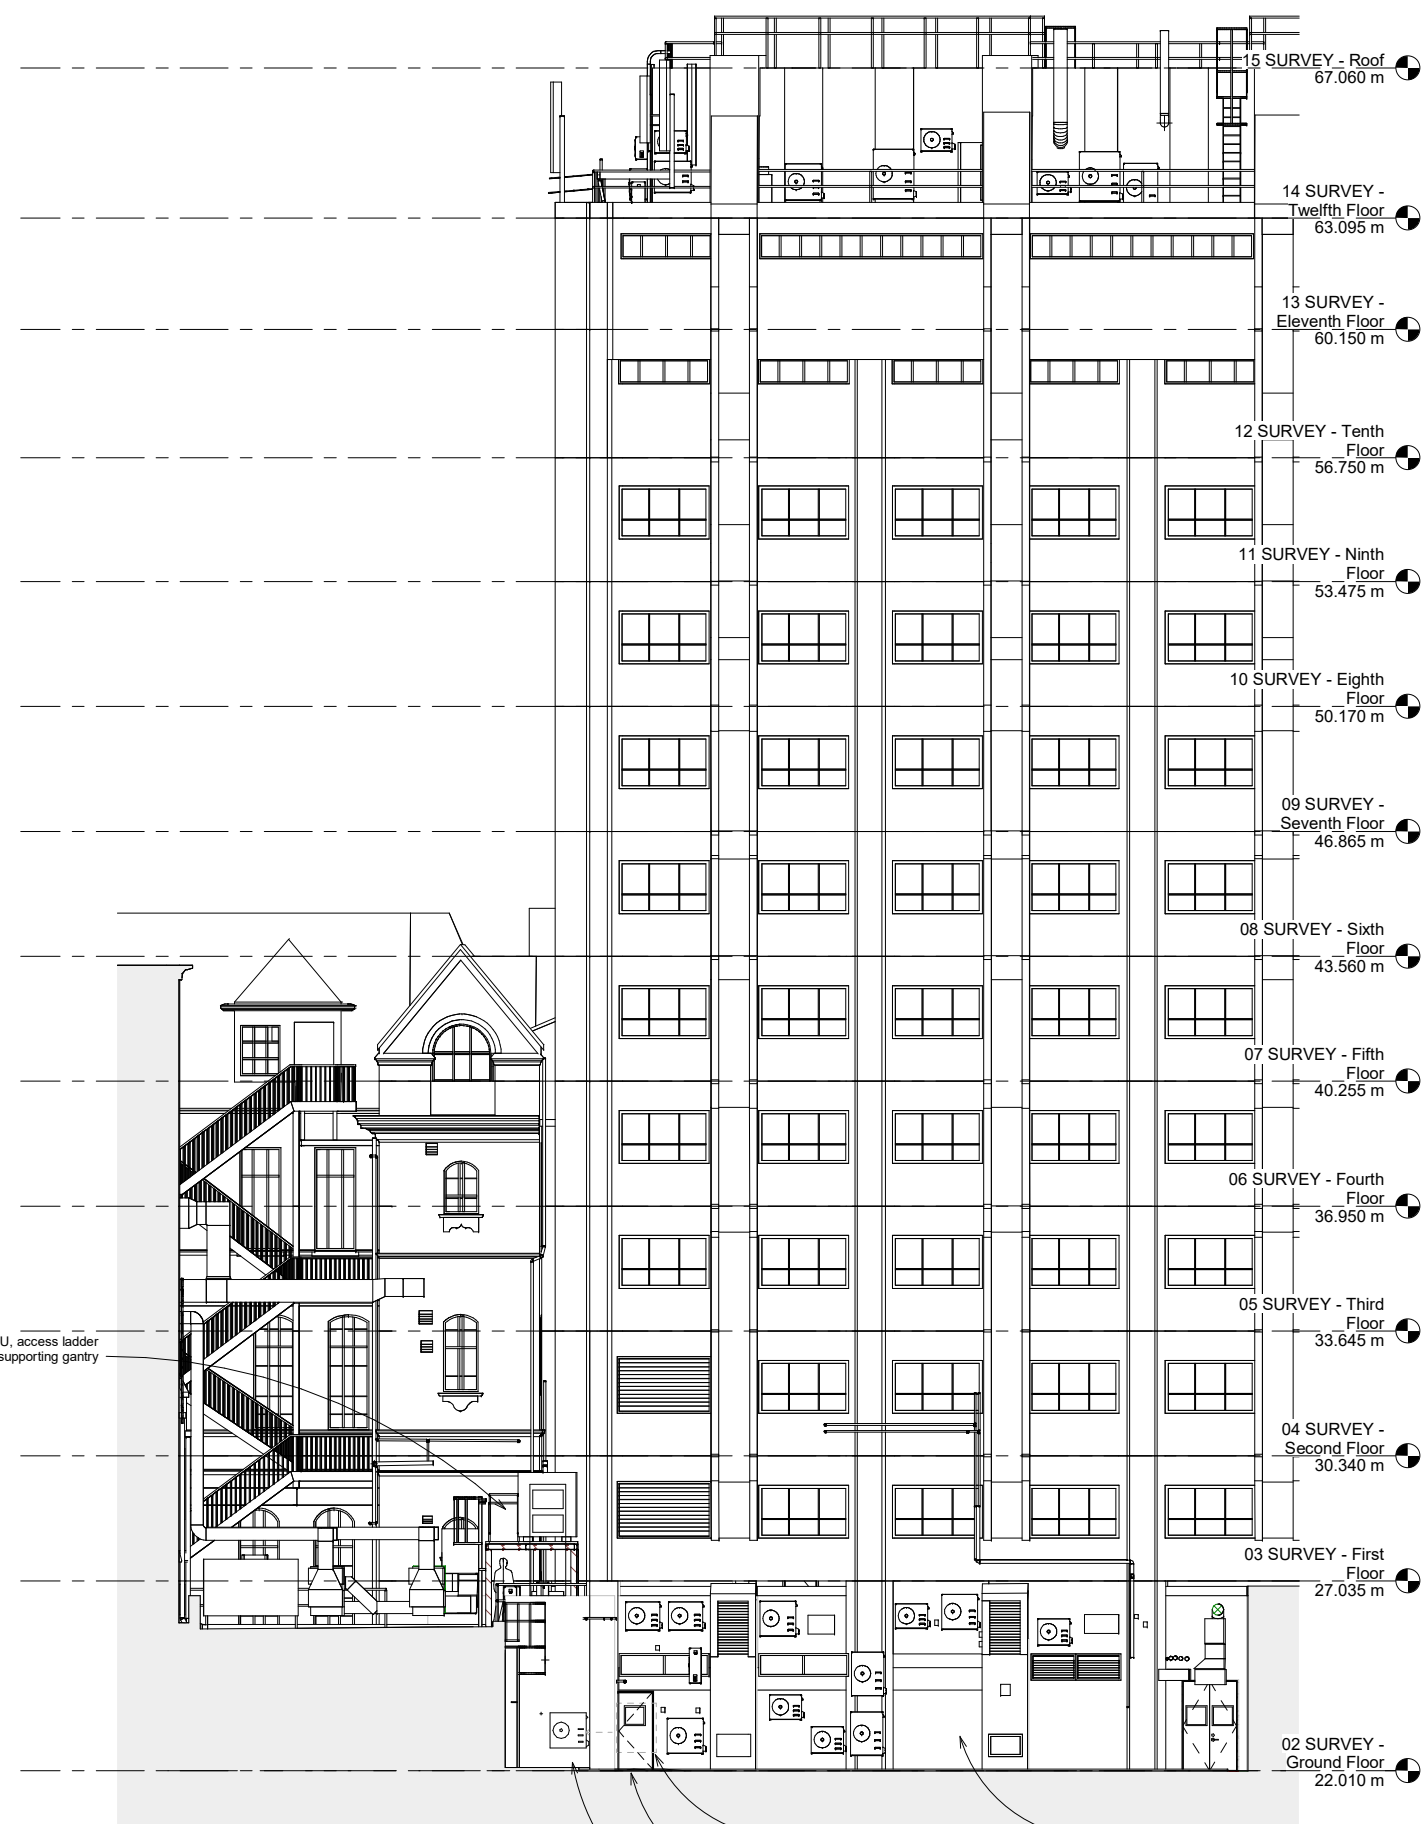 15 SURVEY - Roof
67.060 m
14 SURVEY -
Twelfth Floor
63.095 m
13 SURVEY -
Eleventh Floor
60.150 m
12 SURVEY - Tenth
Floor
56.750 m
11 SURVEY - Ninth
Floor
53.475 m
10 SURVEY - Eighth
Floor
50.170 m
09 SURVEY -
Seventh Floor
46.865 m
08 SURVEY - Sixth
Floor
43.560 m
07 SURVEY - Fifth
Floor
40.255 m
06 SURVEY - Fourth
Floor
36.950 m
05 SURVEY - Third
Floor
33.645 m
U, access ladder
supporting gantry
04 SURVEY -
Second Floor
30.340 m
03 SURVEY - First
Floor
27.035 m
02 SURVEY -
Ground Floor
22.010 m